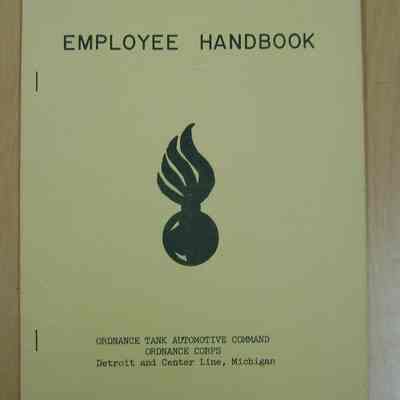 EMPLOYEE HANDBOOK
ORDNANCE TANK AUTOMOTIVE COMMAND
ORDNANCE CORPS
Detroit and Center Line, Michigan